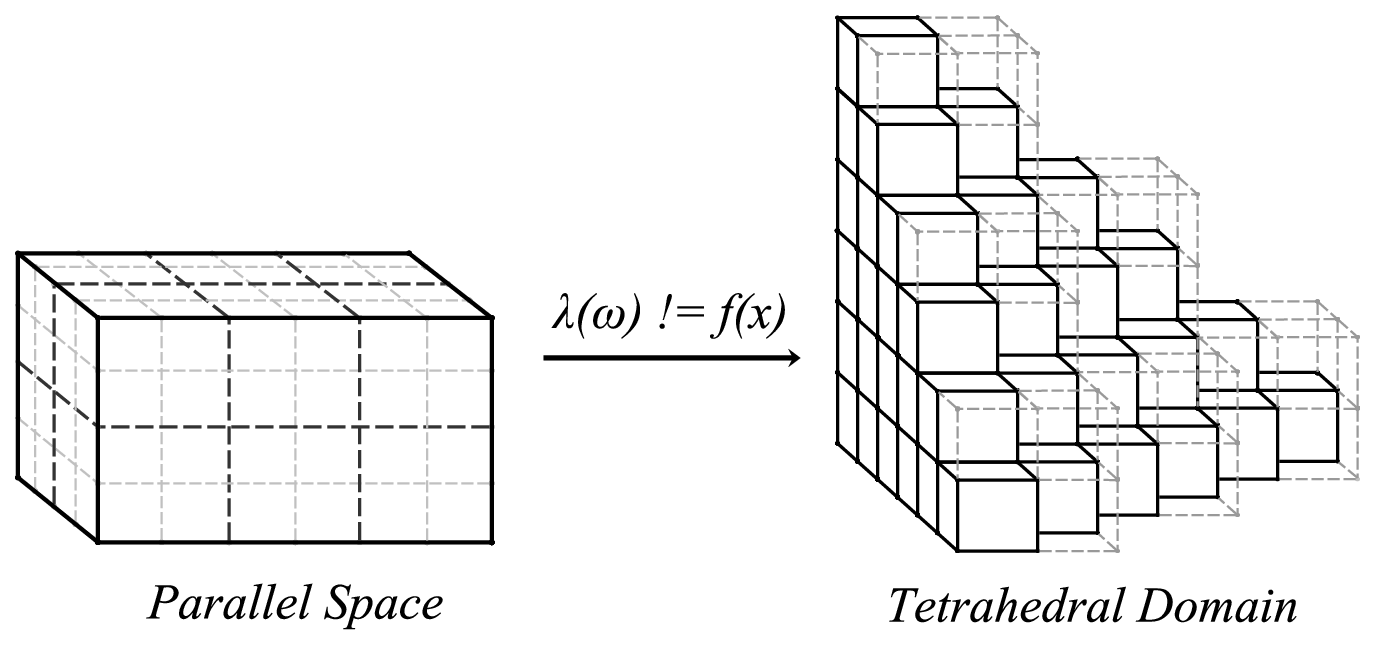 λ(ω) != f(x)
Parallel Space
Tetrahedral Domain